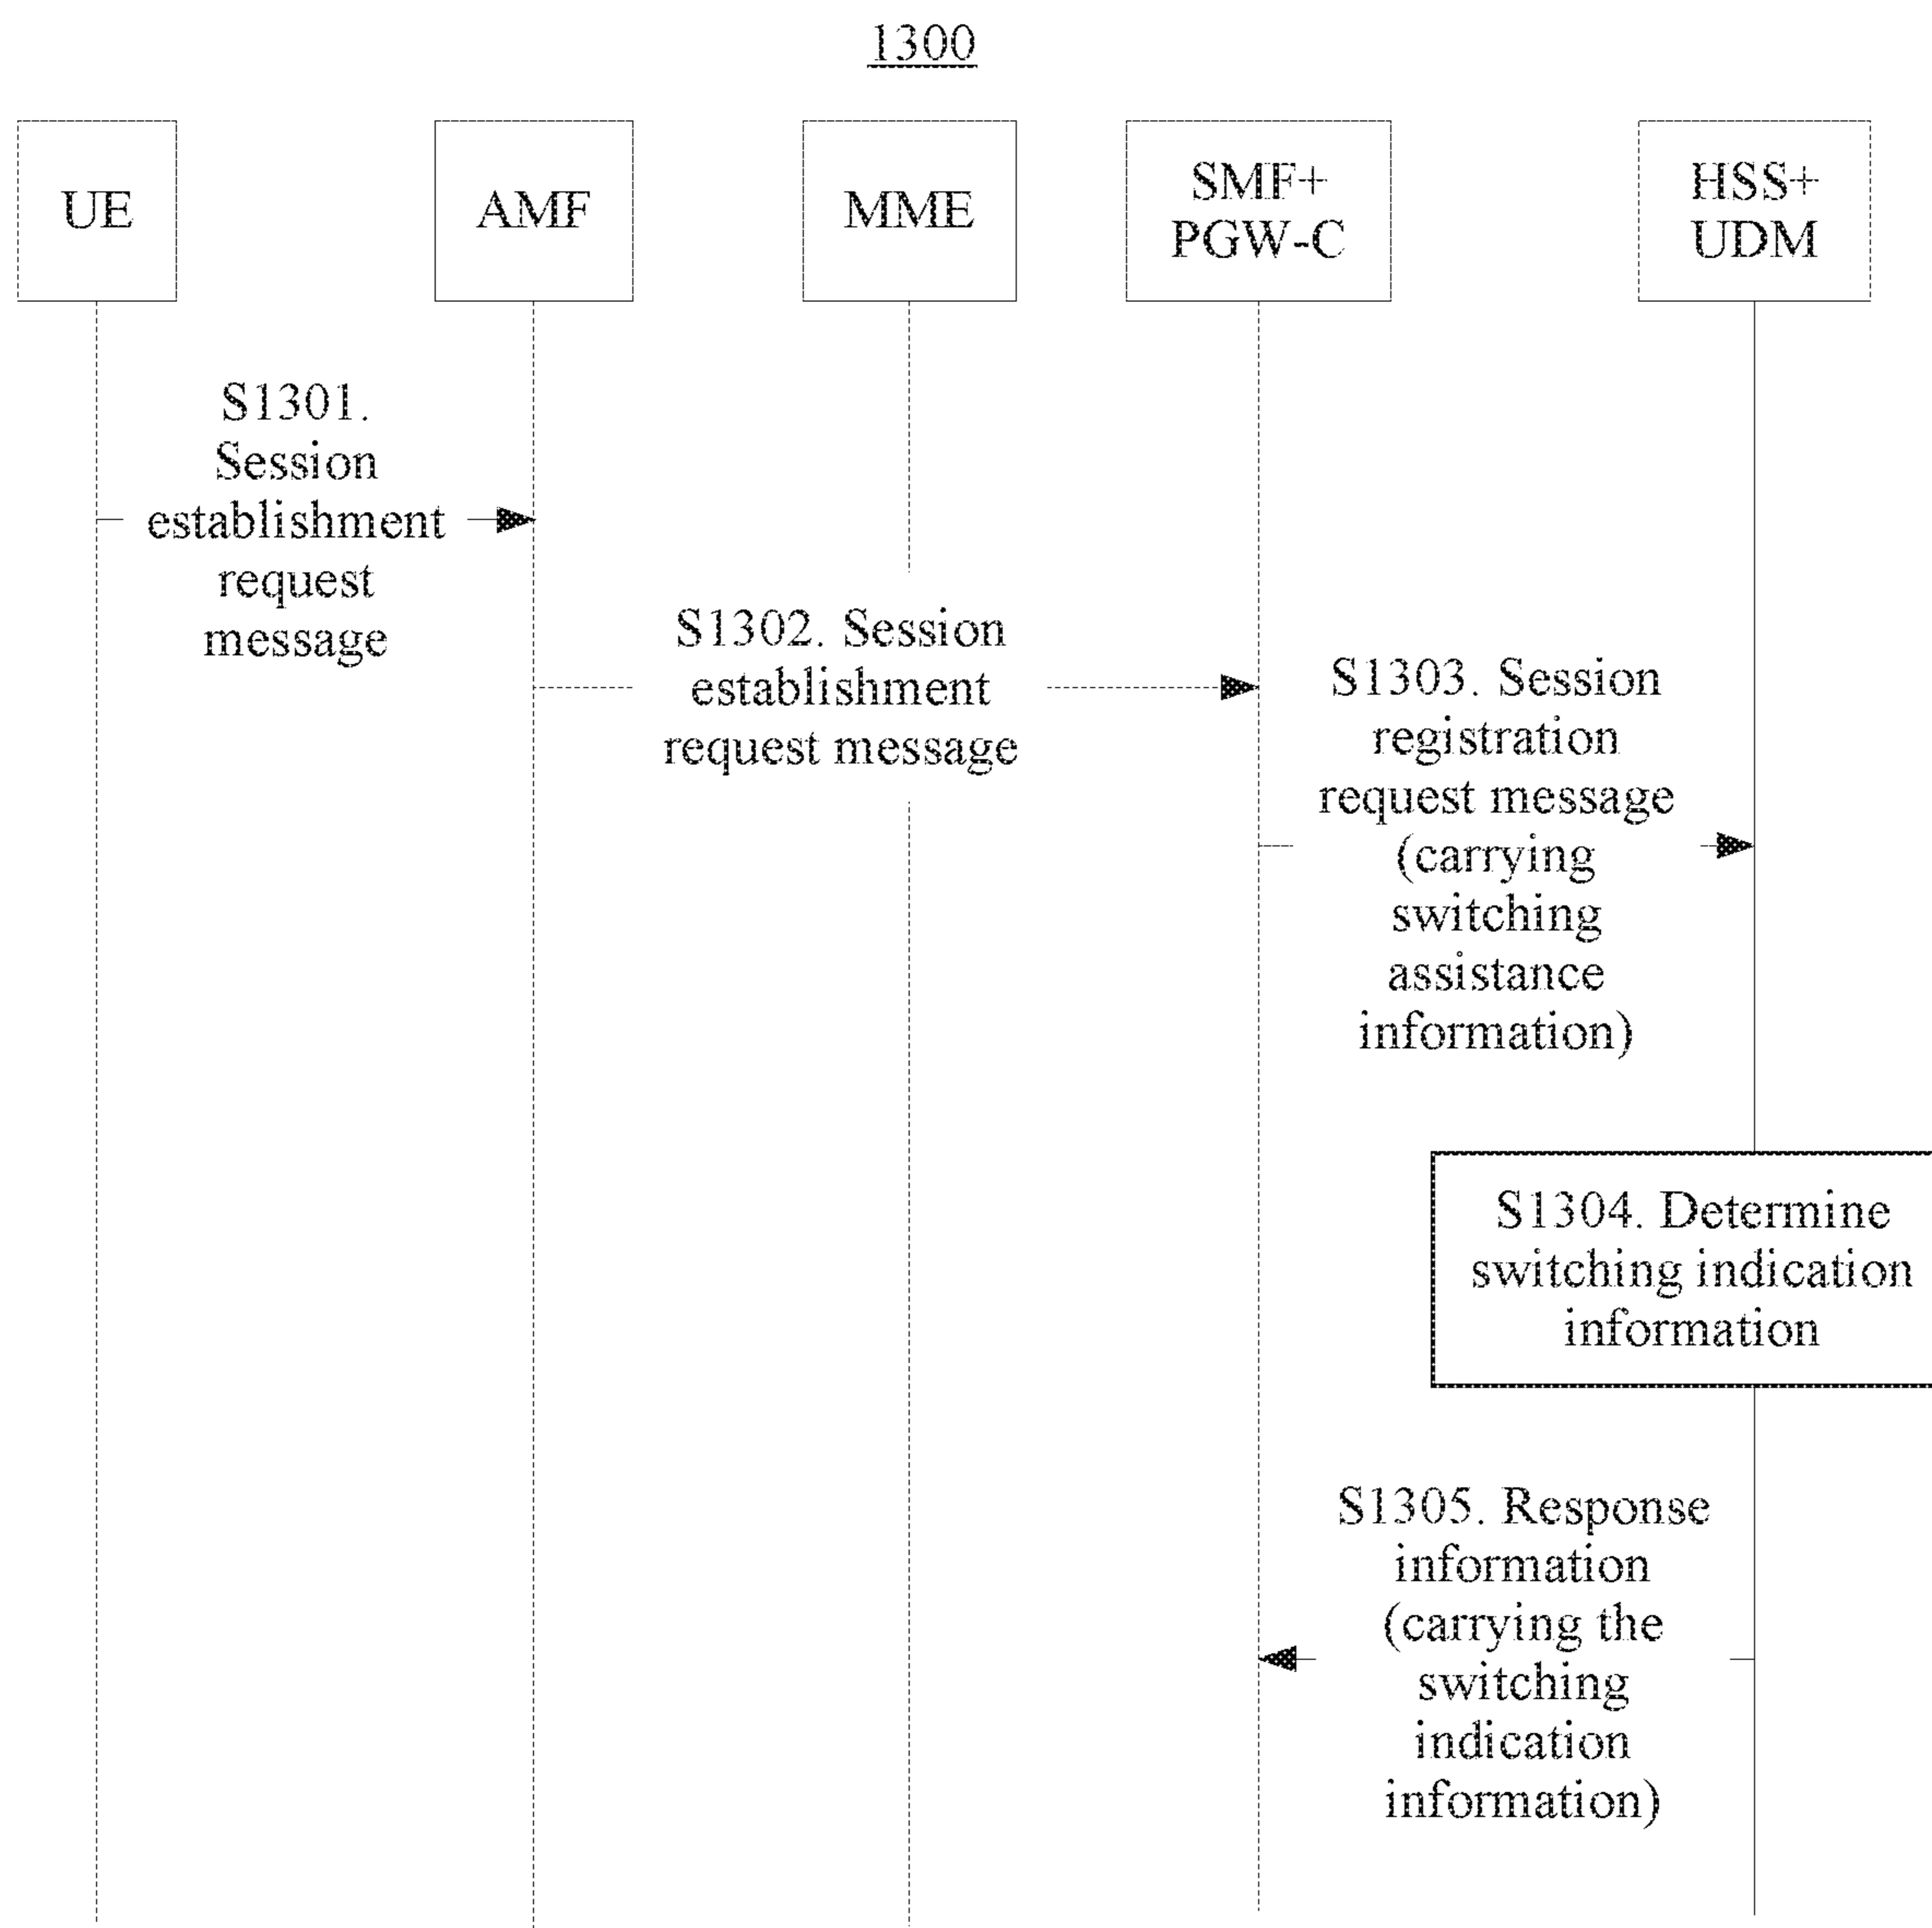 1300
UE
AMF
MME
SMF+
PGW-C
HSS+
UDM
S1301.
Session
establishment
request
message
S1302. Session
establishment
request message
S1303. Session
registration
request message
(carrying
switching
assistance
information)
S1304. Determine
switching indication
information
S1305. Response
information
(carrying the
switching
indication
information)